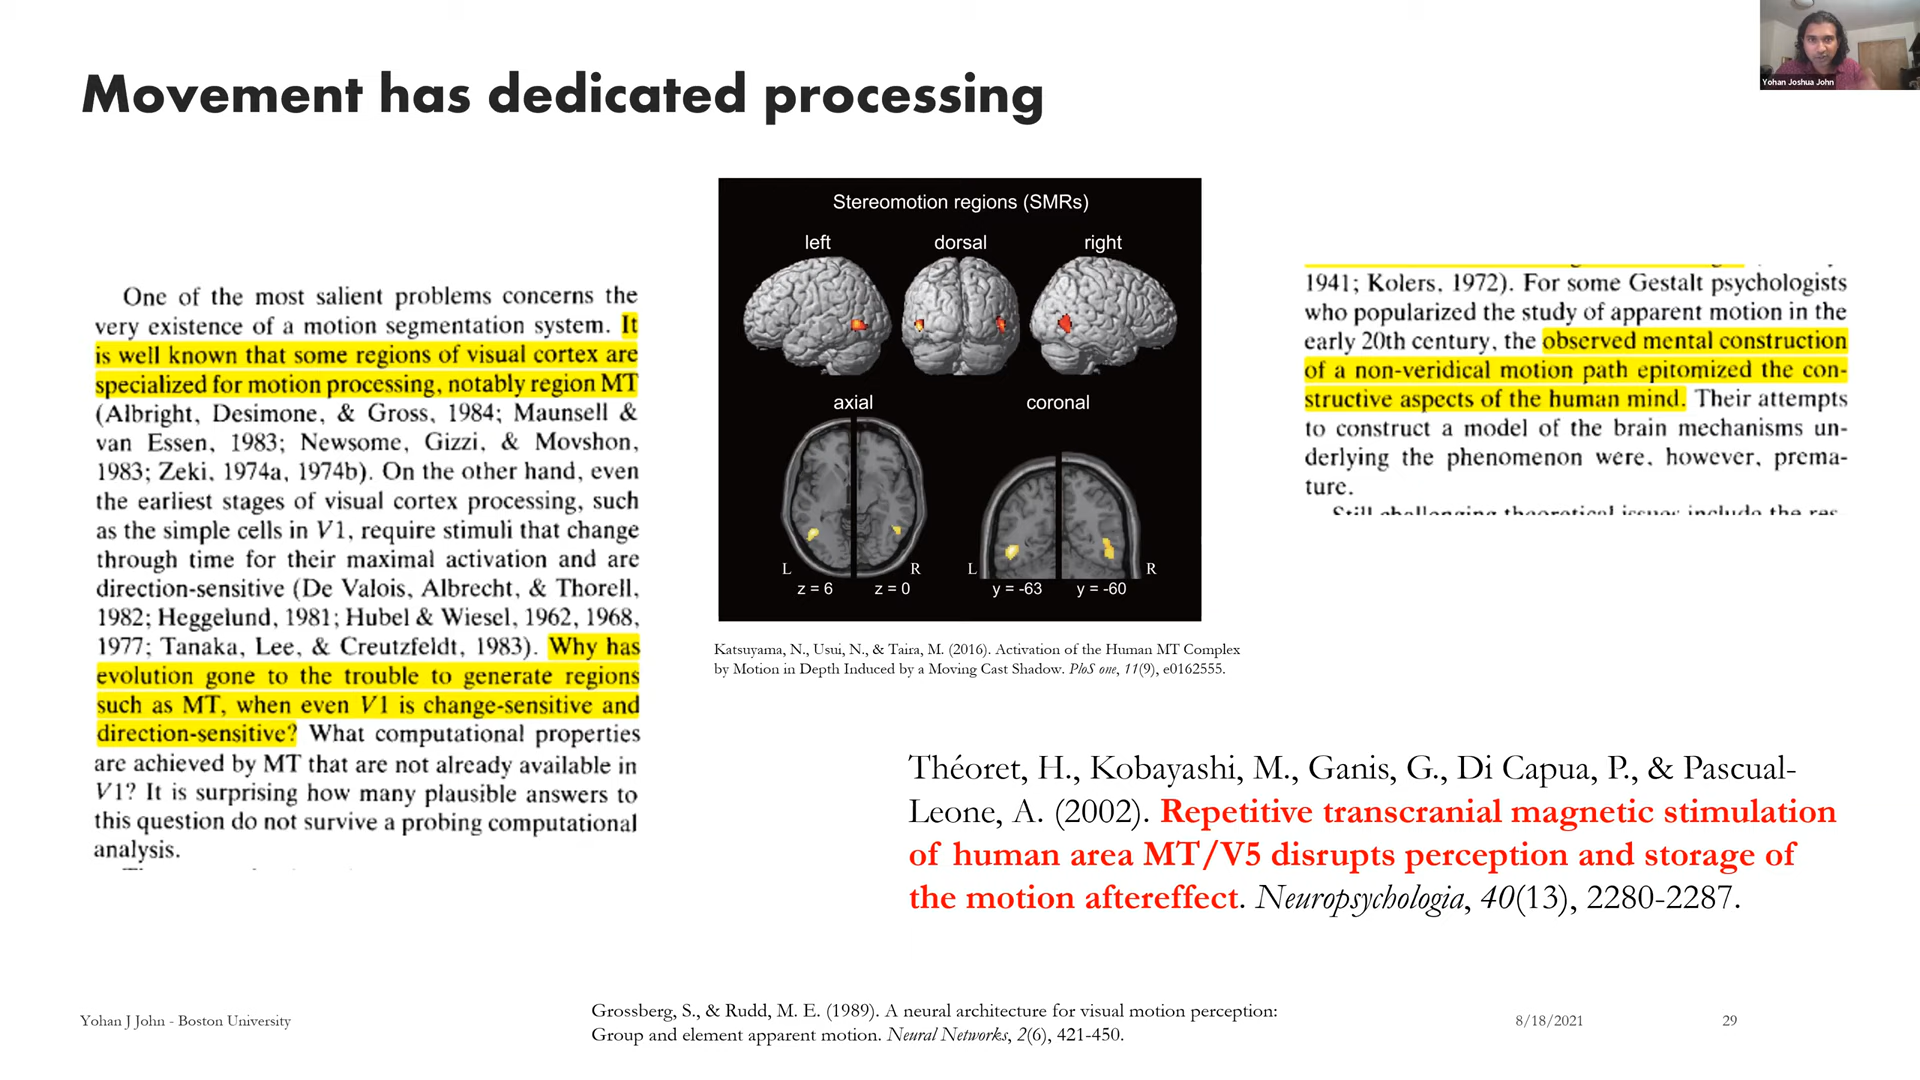 Movement has dedicated processing
Yohan Joshua John
One of the most salient problems concerns the
very existence of a motion segmentation system. It
is well known that some regions of visual cortex are
specialized for motion processing, notably region MT
(Albright, Desimone, & Gross, 1984; Maunsell &
van Essen, 1983; Newsome, Gizzi, & Movshon,
1983; Zeki, 1974a, 1974b). On the other hand, even
the earliest stages of visual cortex processing, such
as the simple cells in V1, require stimuli that change
through time for their maximal activation and are
direction-sensitive (De Valois, Albrecht, & Thorell,
1982; Heggelund, 1981; Hubel & Wiesel, 1962, 1968,
1977; Tanaka, Lee, & Creutzfeldt, 1983). Why has
evolution gone to the trouble to generate regions
such as MT, when even V1 is change-sensitive and
direction-sensitive? What computational properties
are achieved by MT that are not already available in
V1? It is surprising how many plausible answers to
this question do not survive a probing computational
analysis.
Stereomotion regions (SMRs)
left dorsal right
axial coronal
L R L R
z = 6 z = 0 y = -63 y = -60
Katsuyama, N., Usui, N., & Taira, M. (2016). Activation of the Human MT Complex
by Motion in Depth Induced by a Moving Cast Shadow. PloS one, 11(9), e0162555.
1941; Kolers, 1972). For some Gestalt psychologists
who popularized the study of apparent motion in the
early 20th century, the observed mental construction
of a non-veridical motion path epitomized the con-
structive aspects of the human mind. Their attempts
to construct a model of the brain mechanisms un-
derlying the phenomenon were, however, prema-
ture.
Still challenging theoretical issues include the res-
Théoret, H., Kobayashi, M., Ganis, G., Di Capua, P., & Pascual-
Leone, A. (2002). Repetitive transcranial magnetic stimulation
of human area MT/V5 disrupts perception and storage of
the motion aftereffect. Neuropsychologia, 40(13), 2280-2287.
Yohan J John - Boston University
Grossberg, S., & Rudd, M. E. (1989). A neural architecture for visual motion perception:
Group and element apparent motion. Neural Networks, 2(6), 421-450.
8/18/2021
29